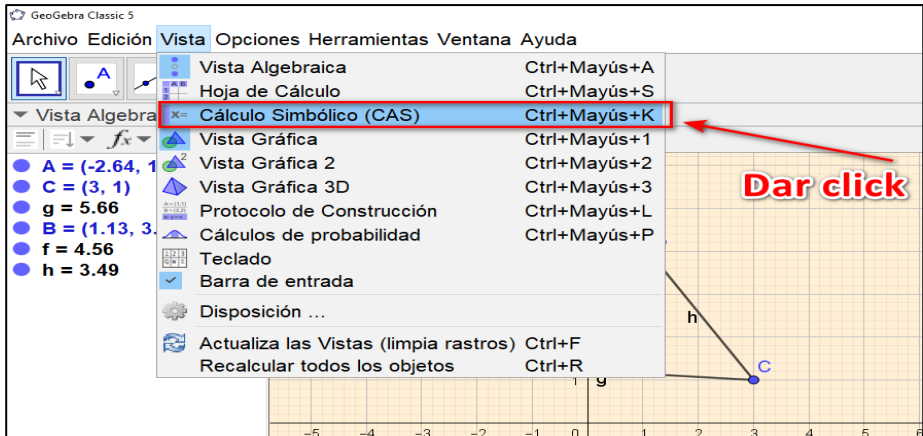 GeoGebra Classic 5
Archivo Edición Vista Opciones Herramientas Ventana Ayuda
A
Vista Algebraica Ctrl+Mayús+A
Hoja de Cálculo Ctrl+Mayús+S
Vista Algebra
x= Cálculo Simbólico (CAS) Ctrl+Mayús+K
fx
Vista Gráfica Ctrl+Mayús+1
2 Vista Gráfica 2 Ctrl+Mayús+2
Vista Gráfica 3D Ctrl+Mayús+3
Protocolo de Construcción Ctrl+Mayús+L
Cálculos de probabilidad Ctrl+Mayús+P
Teclado
Barra de entrada
Disposición ...
Actualiza las Vistas (limpia rastros) Ctrl+F
Recalcular todos los objetos Ctrl+R
A = (-2.64, 1
C = (3, 1)
g = 5.66
B = (1.13, 3.
f = 4.56
h = 3.49
Dar click
h
C
1 g
-5 -4 -3 -2 -1 0 1 2 3 4 5 6